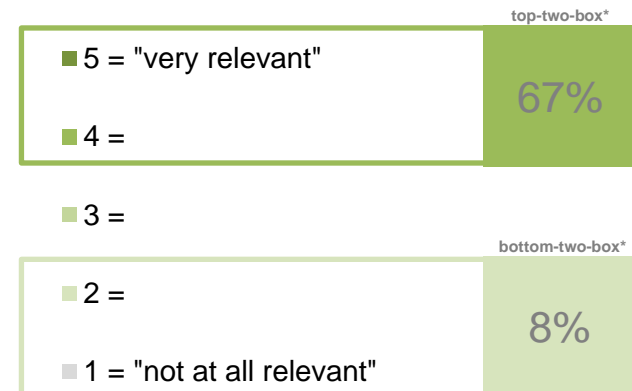 top-two-box*
5 = "very relevant"
67%
4 =
3 =
bottom-two-box*
2 =
8%
1 = "not at all relevant"